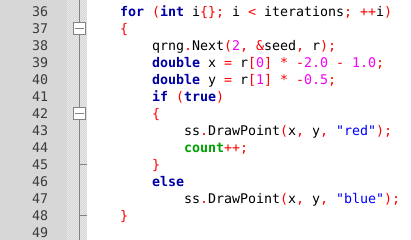 36 for (int i{}; i < iterations; ++i)
37 {
38 qrng.Next(2, &seed, r);
39 double x = r[0] * -2.0 - 1.0;
40 double y = r[1] * -0.5;
41 if (true)
42 {
43 ss.DrawPoint(x, y, "red");
44 count++;
45 }
46 else
47 ss.DrawPoint(x, y, "blue");
48 }
49